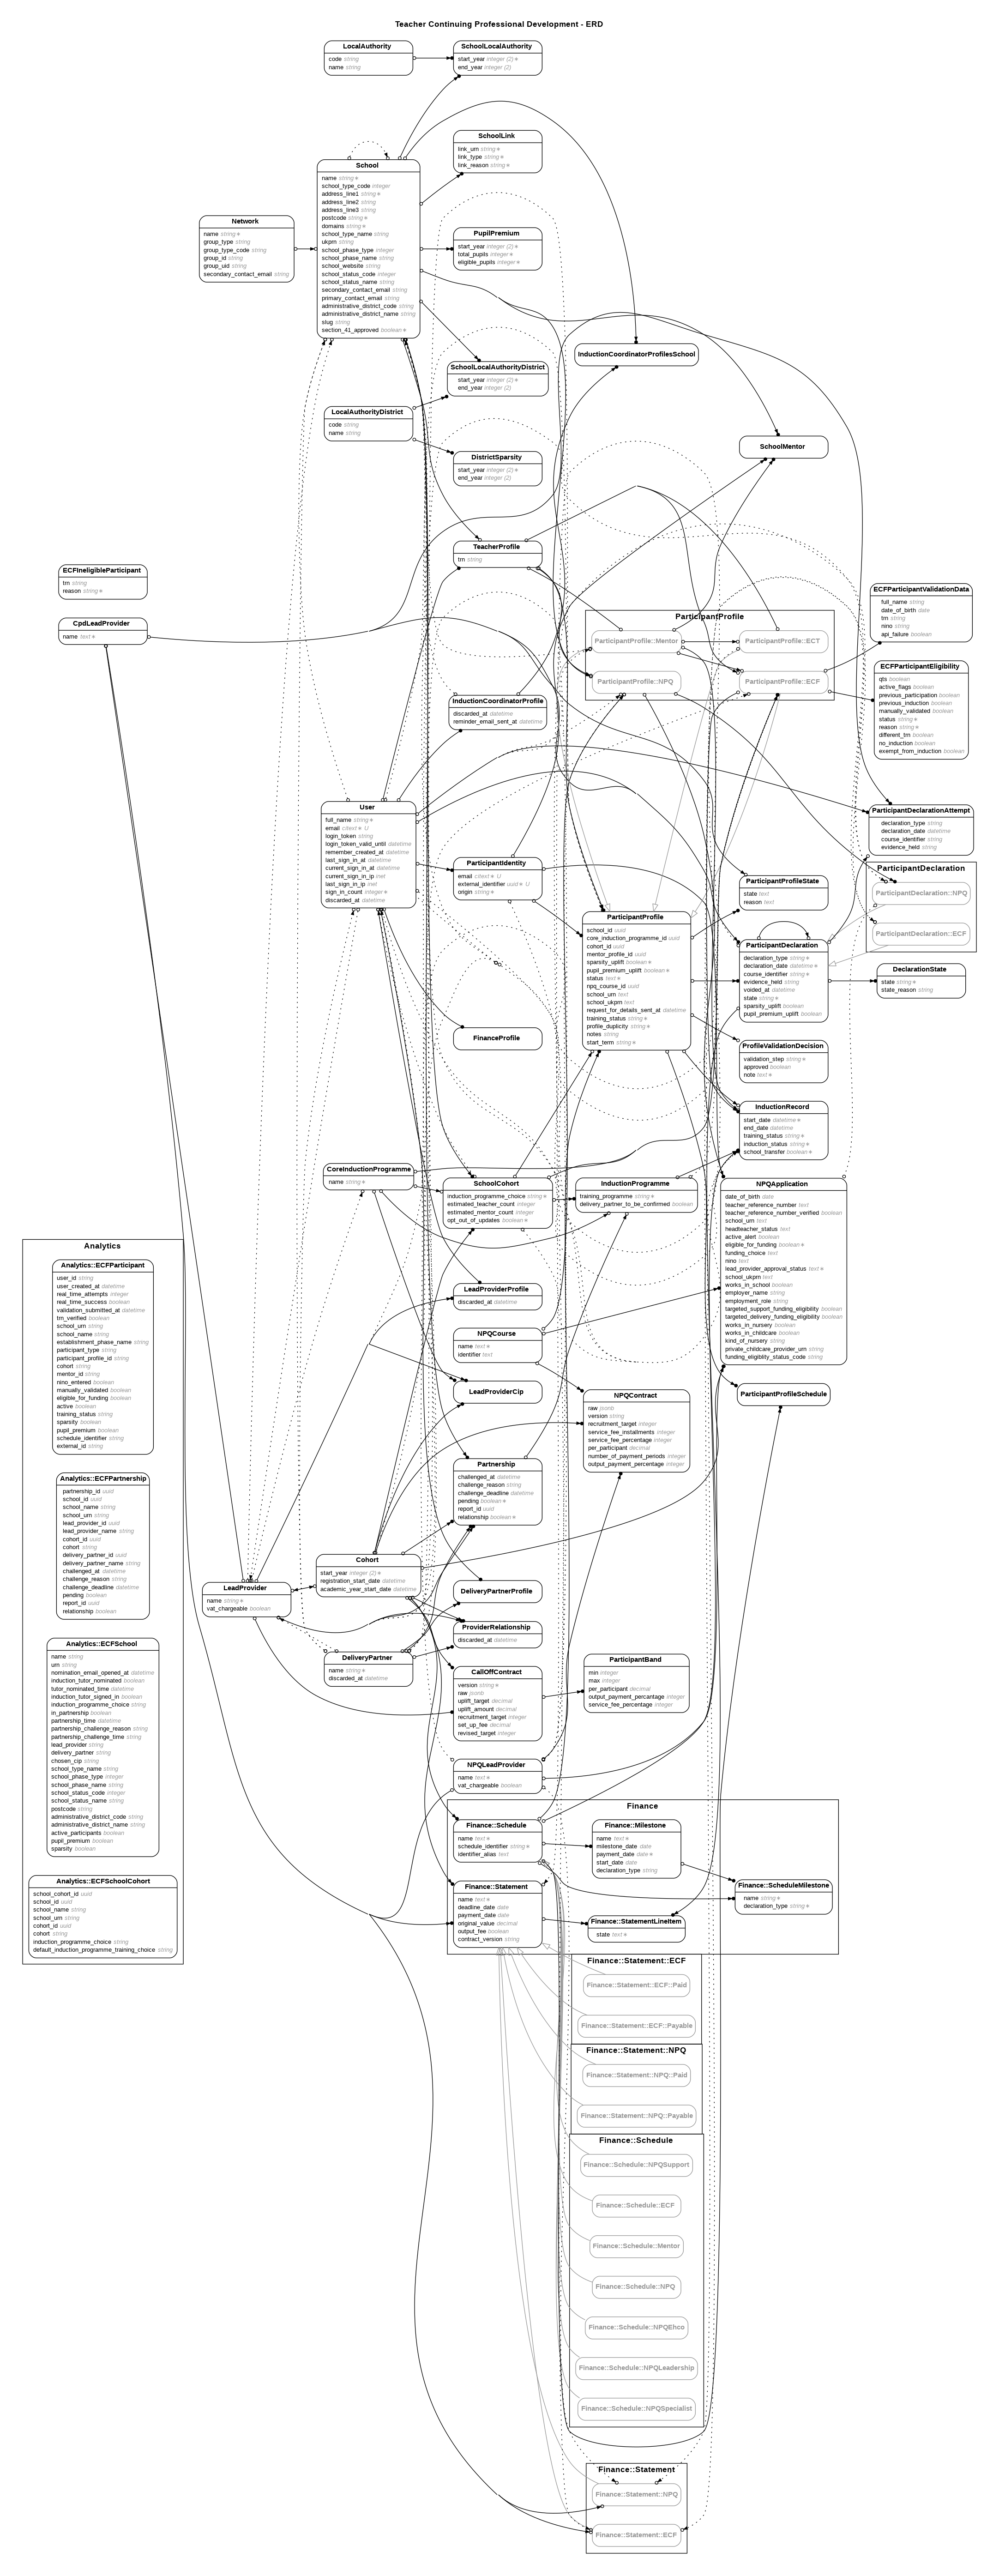 Teacher Continuing Professional Development - ERD
LocalAuthority
code string
name string
SchoolLocalAuthority
start_year integer (2) ∗
end_year integer (2)
SchoolLink
link_urn string ∗
link_type string ∗
link_reason string ∗
School
name string ∗
school_type_code integer
address_line1 string ∗
address_line2 string
address_line3 string
postcode string ∗
domains string ∗
school_type_name string
ukprn string
school_phase_type integer
school_phase_name string
school_website string
school_status_code integer
school_status_name string
secondary_contact_email string
primary_contact_email string
administrative_district_code string
administrative_district_name string
slug string
section_41_approved boolean ∗
Network
name string ∗
group_type string
group_type_code string
group_id string
group_uid string
secondary_contact_email string
PupilPremium
start_year integer (2) ∗
total_pupils integer ∗
eligible_pupils integer ∗
InductionCoordinatorProfilesSchool
SchoolLocalAuthorityDistrict
start_year integer (2) ∗
end_year integer (2)
LocalAuthorityDistrict
code string
name string
DistrictSparsity
start_year integer (2) ∗
end_year integer (2)
SchoolMentor
TeacherProfile
trn string
ECFIneligibleParticipant
trn string
reason string ∗
CpdLeadProvider
name text ∗
ParticipantProfile
ParticipantProfile::Mentor
ParticipantProfile::ECT
ParticipantProfile::NPQ
ParticipantProfile::ECF
ECFParticipantValidationData
full_name string
date_of_birth date
trn string
nino string
api_failure boolean
ECFParticipantEligibility
qts boolean
active_flags boolean
previous_participation boolean
previous_induction boolean
manually_validated boolean
status string ∗
reason string ∗
different_trn boolean
no_induction boolean
exempt_from_induction boolean
InductionCoordinatorProfile
discarded_at datetime
reminder_email_sent_at datetime
User
full_name string ∗
email citext ∗ U
login_token string
login_token_valid_until datetime
remember_created_at datetime
last_sign_in_at datetime
current_sign_in_at datetime
current_sign_in_ip inet
last_sign_in_ip inet
sign_in_count integer ∗
discarded_at datetime
ParticipantDeclarationAttempt
declaration_type string
declaration_date datetime
course_identifier string
evidence_held string
ParticipantIdentity
email citext ∗ U
external_identifier uuid ∗ U
origin string ∗
ParticipantDeclaration
ParticipantDeclaration::NPQ
ParticipantDeclaration::ECF
ParticipantProfileState
state text
reason text
ParticipantProfile
school_id uuid
core_induction_programme_id uuid
cohort_id uuid
mentor_profile_id uuid
sparsity_uplift boolean ∗
pupil_premium_uplift boolean ∗
status text ∗
npq_course_id uuid
school_urn text
school_ukprn text
request_for_details_sent_at datetime
training_status string ∗
profile_duplicity string ∗
notes string
start_term string ∗
ParticipantDeclaration
declaration_type string ∗
declaration_date datetime ∗
course_identifier string ∗
evidence_held string
voided_at datetime
state string ∗
sparsity_uplift boolean
pupil_premium_uplift boolean
DeclarationState
state string ∗
state_reason string
FinanceProfile
ProfileValidationDecision
validation_step string ∗
approved boolean
note text ∗
InductionRecord
start_date datetime ∗
end_date datetime
training_status string ∗
induction_status string ∗
school_transfer boolean ∗
CoreInductionProgramme
name string ∗
SchoolCohort
induction_programme_choice string ∗
estimated_teacher_count integer
estimated_mentor_count integer
opt_out_of_updates boolean ∗
InductionProgramme
training_programme string ∗
delivery_partner_to_be_confirmed boolean
NPQApplication
date_of_birth date
teacher_reference_number text
teacher_reference_number_verified boolean
school_urn text
headteacher_status text
active_alert boolean
eligible_for_funding boolean ∗
funding_choice text
nino text
lead_provider_approval_status text ∗
school_ukprn text
works_in_school boolean
employer_name string
employment_role string
targeted_support_funding_eligibility boolean
targeted_delivery_funding_eligibility boolean
works_in_nursery boolean
works_in_childcare boolean
kind_of_nursery string
private_childcare_provider_urn string
funding_eligiblity_status_code string
Analytics
Analytics::ECFParticipant
user_id string
user_created_at datetime
real_time_attempts integer
real_time_success boolean
validation_submitted_at datetime
trn_verified boolean
school_urn string
school_name string
establishment_phase_name string
participant_type string
participant_profile_id string
cohort string
mentor_id string
nino_entered boolean
manually_validated boolean
eligible_for_funding boolean
active boolean
training_status string
sparsity boolean
pupil_premium boolean
schedule_identifier string
external_id string
LeadProviderProfile
discarded_at datetime
NPQCourse
name text ∗
identifier text
LeadProviderCip
NPQContract
raw jsonb
version string
recruitment_target integer
service_fee_installments integer
service_fee_percentage integer
per_participant decimal
number_of_payment_periods integer
output_payment_percentage integer
ParticipantProfileSchedule
Analytics::ECFPartnership
partnership_id uuid
school_id uuid
school_name string
school_urn string
lead_provider_id uuid
lead_provider_name string
cohort_id uuid
cohort string
delivery_partner_id uuid
delivery_partner_name string
challenged_at datetime
challenge_reason string
challenge_deadline datetime
pending boolean
report_id uuid
relationship boolean
Partnership
challenged_at datetime
challenge_reason string
challenge_deadline datetime
pending boolean ∗
report_id uuid
relationship boolean ∗
Cohort
start_year integer (2) ∗
registration_start_date datetime
academic_year_start_date datetime
LeadProvider
name string ∗
vat_chargeable boolean
DeliveryPartnerProfile
ProviderRelationship
discarded_at datetime
DeliveryPartner
name string ∗
discarded_at datetime
Analytics::ECFSchool
name string
urn string
nomination_email_opened_at datetime
induction_tutor_nominated boolean
tutor_nominated_time datetime
induction_tutor_signed_in boolean
induction_programme_choice string
in_partnership boolean
partnership_time datetime
partnership_challenge_reason string
partnership_challenge_time string
lead_provider string
delivery_partner string
chosen_cip string
school_type_name string
school_phase_type integer
school_phase_name string
school_status_code integer
school_status_name string
postcode string
administrative_district_code string
administrative_district_name string
active_participants boolean
pupil_premium boolean
sparsity boolean
CallOffContract
version string ∗
raw jsonb
uplift_target decimal
uplift_amount decimal
recruitment_target integer
set_up_fee decimal
revised_target integer
ParticipantBand
min integer
max integer
per_participant decimal
output_payment_percantage integer
service_fee_percentage integer
NPQLeadProvider
name text ∗
vat_chargeable boolean
Finance
Finance::Schedule
name text ∗
schedule_identifier string ∗
identifier_alias text
Finance::Milestone
name text ∗
milestone_date date
payment_date date ∗
start_date date
declaration_type string
Finance::ScheduleMilestone
name string ∗
declaration_type string ∗
Finance::Statement
name text ∗
deadline_date date
payment_date date
original_value decimal
output_fee boolean
contract_version string
Finance::StatementLineItem
state text ∗
Analytics::ECFSchoolCohort
school_cohort_id uuid
school_id uuid
school_name string
school_urn string
cohort_id uuid
cohort string
induction_programme_choice string
default_induction_programme_training_choice string
Finance::Statement::ECF
Finance::Statement::ECF::Paid
Finance::Statement::ECF::Payable
Finance::Statement::NPQ
Finance::Statement::NPQ::Paid
Finance::Statement::NPQ::Payable
Finance::Schedule
Finance::Schedule::NPQSupport
Finance::Schedule::ECF
Finance::Schedule::Mentor
Finance::Schedule::NPQ
Finance::Schedule::NPQEhco
Finance::Schedule::NPQLeadership
Finance::Schedule::NPQSpecialist
Finance::Statement
Finance::Statement::NPQ
Finance::Statement::ECF